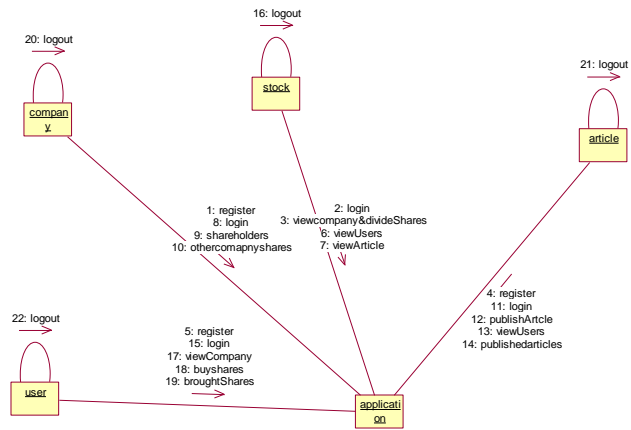 16: logout
20: logout
21: logout
stock
compan
y
article
1: register
8: login
9: shareholders
10: othercomapnyshares
2: login
3: viewcompany&divideShares
6: viewUsers
7: viewArticle
4: register
11: login
12: publishArtcle
13: viewUsers
14: publishedarticles
22: logout
5: register
15: login
17: viewCompany
18: buyshares
19: broughtShares
user
applicati
on